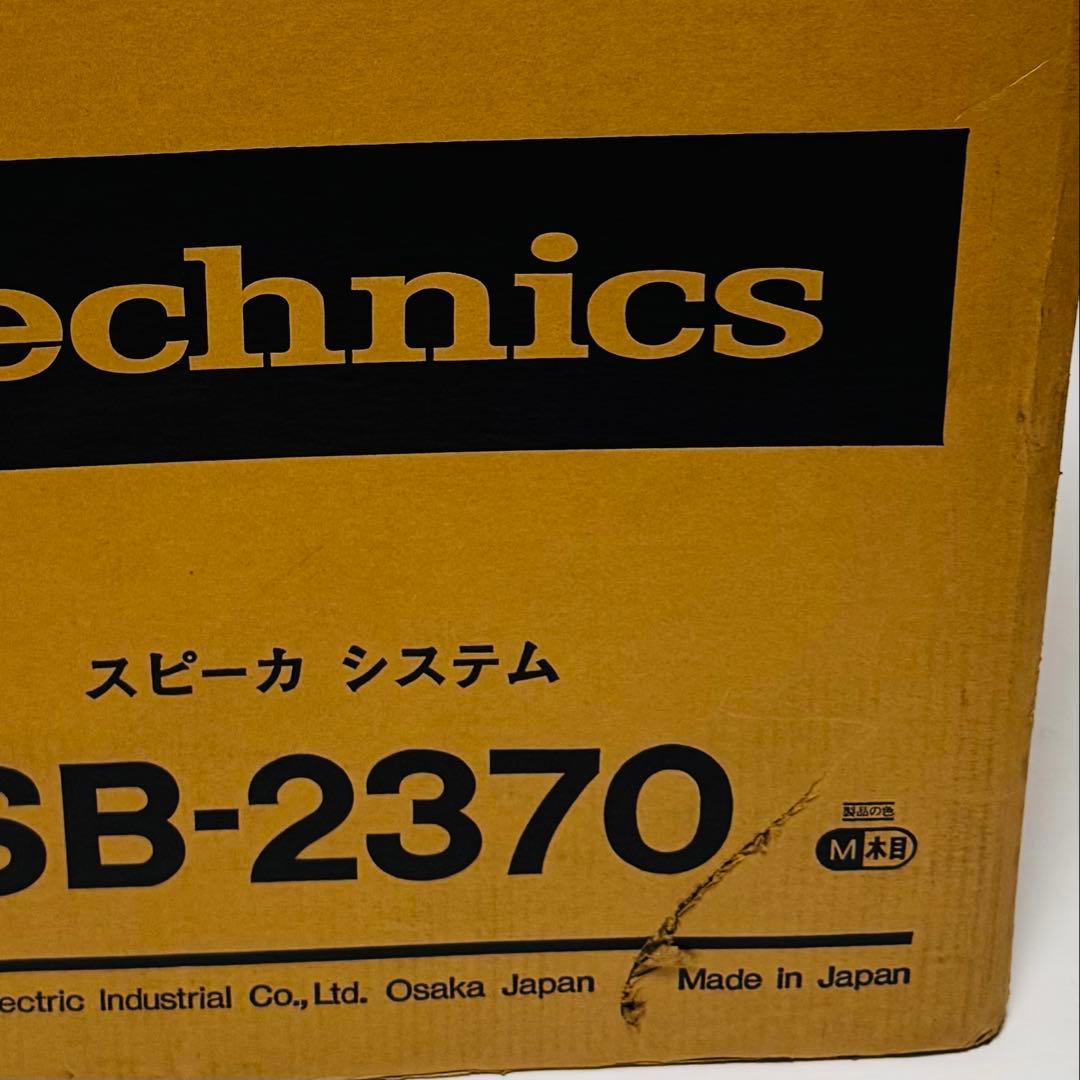 echnics
スピーカ システム
SB-2370
製品の色
M 木目
ectric Industrial Co., Ltd. Osaka Japan Made in Japan